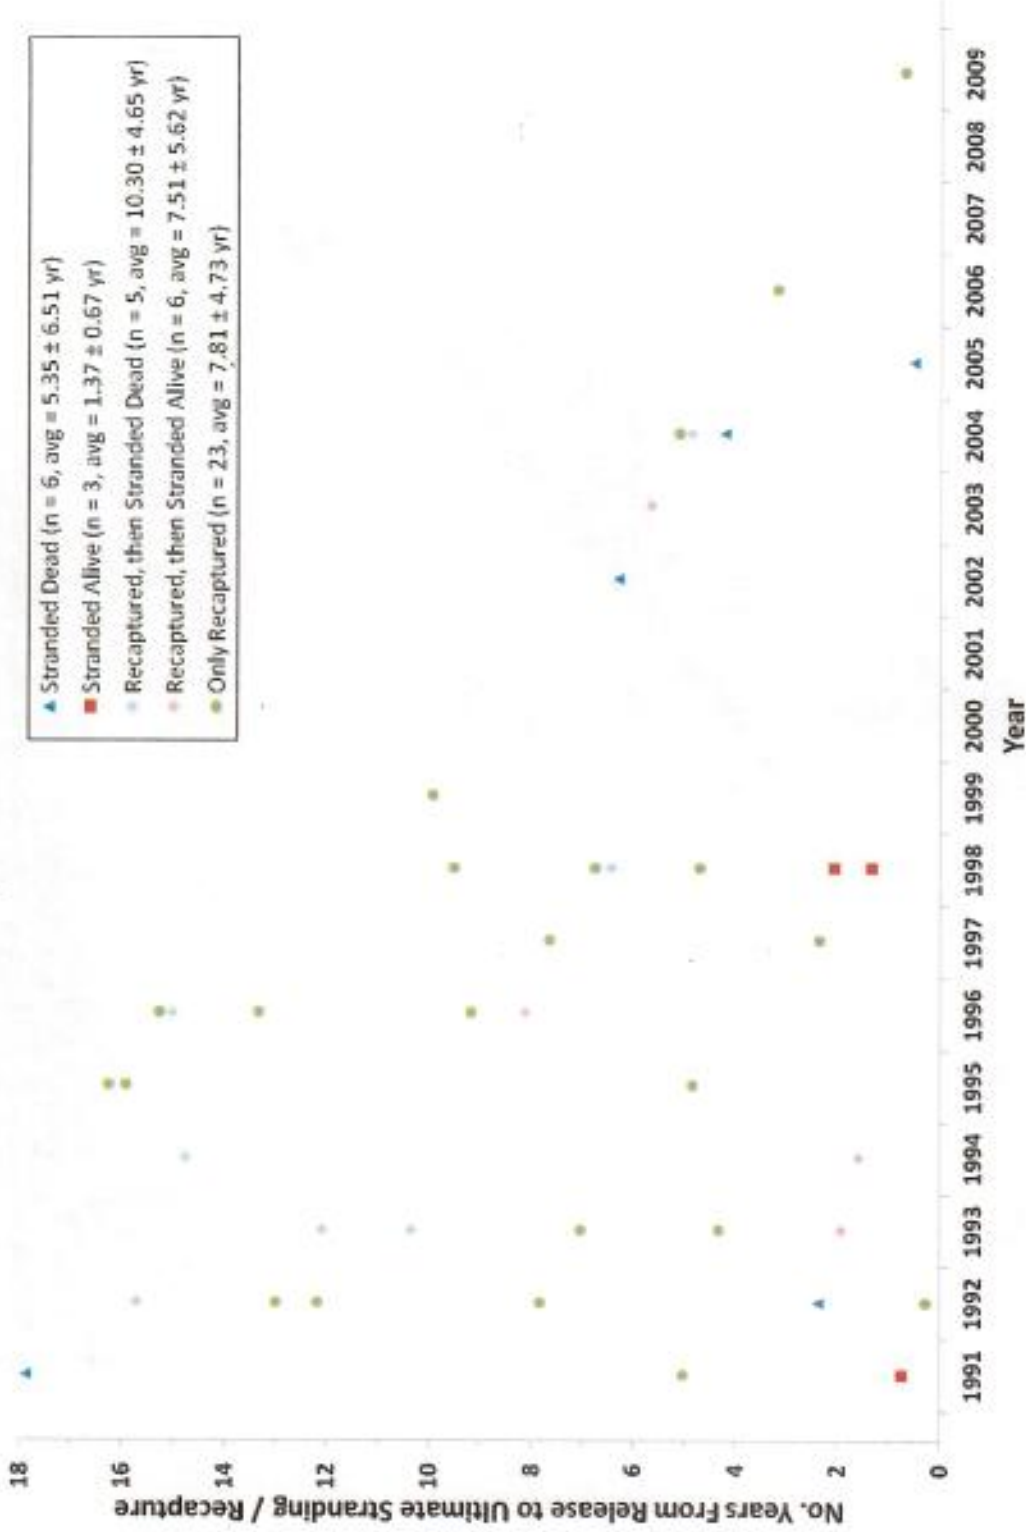 Stranded Dead (n = 6, avg = 5.35 ± 6.51 yr)
Stranded Alive (n = 3, avg = 1.37 ± 0.67 yr)
Recaptured, then Stranded Dead (n = 5, avg = 10.30 ± 4.65 yr)
Recaptured, then Stranded Alive (n = 6, avg = 7.51 ± 5.62 yr)
Only Recaptured (n = 23, avg = 7.81 ± 4.73 yr)
No. Years From Release to Ultimate Stranding / Recapture
18
16
14
12
10
8
6
4
2
0
1991 1992 1993 1994 1995 1996 1997 1998 1999 2000 2001 2002 2003 2004 2005 2006 2007 2008 2009
Year